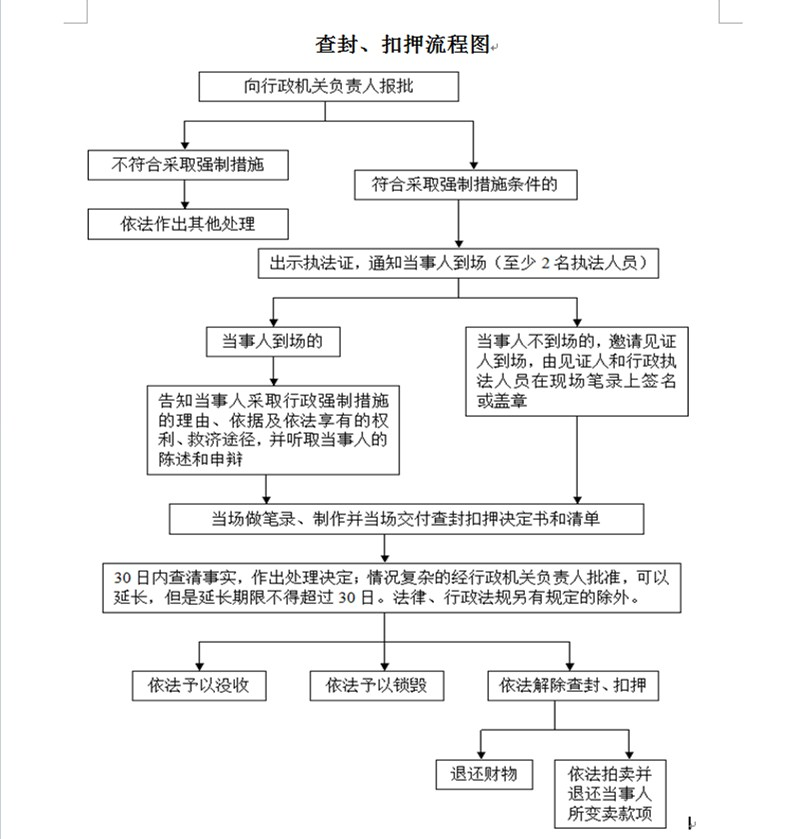 查封、扣押流程图
向行政机关负责人报批
不符合采取强制措施
符合采取强制措施条件的
依法作出其他处理
出示执法证，通知当事人到场（至少2名执法人员）
当事人到场的
当事人不到场的，邀请见证
人到场，由见证人和行政执
法人员在现场笔录上签名
或盖章
告知当事人采取行政强制措施
的理由、依据及依法享有的权
利、救济途径，并听取当事人的
陈述和申辩
当场做笔录、制作并当场交付查封扣押决定书和清单
30日内查清事实，作出处理决定；情况复杂的经行政机关负责人批准，可以
延长，但是延长期限不得超过30日。法律、行政法规另有规定的除外。
依法予以没收
依法予以锁毁
依法解除查封、扣押
退还财物
依法拍卖并
退还当事人
所变卖款项